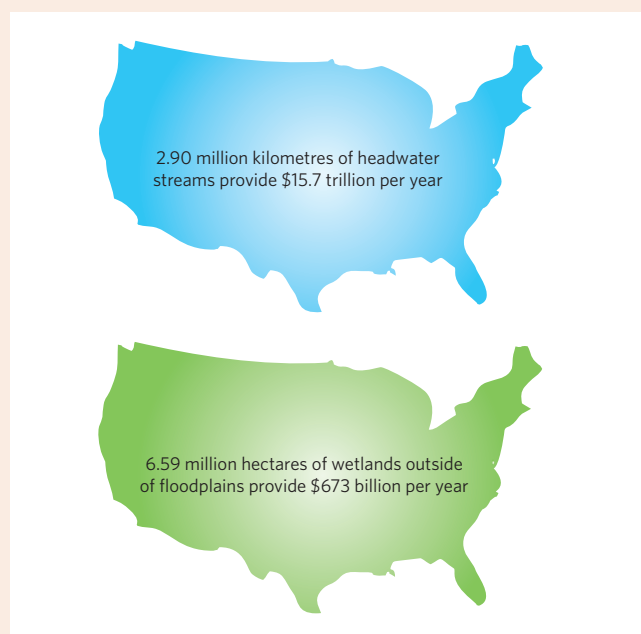 2.90 million kilometres of headwater
streams provide $15.7 trillion per year
6.59 million hectares of wetlands outside
of floodplains provide $673 billion per year